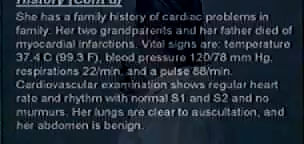 History (Cont'd)
She has a family history of cardiac problems in
family. Her two grandparents and her father died of
myocardial infarctions. Vital signs are: temperature
37.4 C (99.3 F), blood pressure 120/78 mm Hg,
respirations 22/min, and a pulse 88/min.
Cardiovascular examination shows regular heart
rate and rhythm with normal S1 and S2 and no
murmurs. Her lungs are clear to auscultation, and
her abdomen is benign.